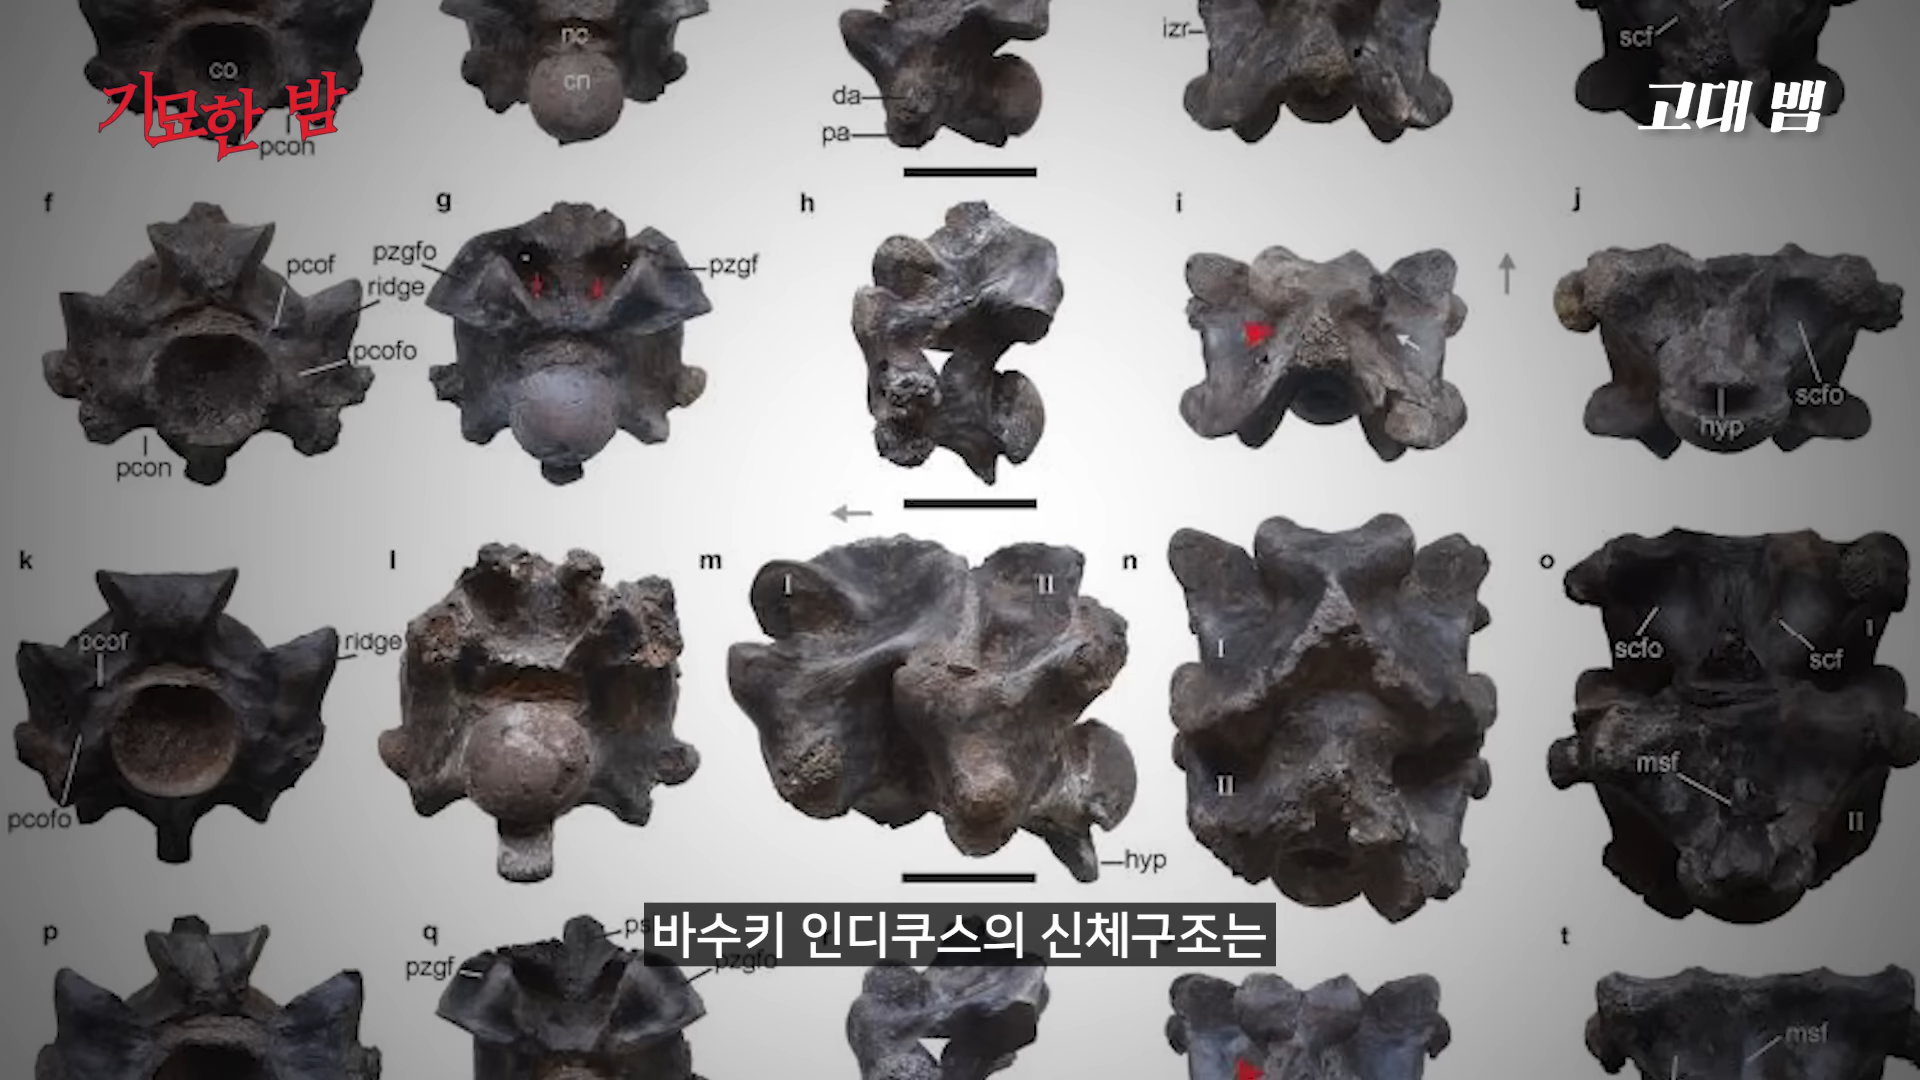 izr
scf
nc
co
cn
기묘한 밤
고대 뱀
da
pa
pcon
f
g
h
i
j
pzgfo
pcof
pzgf
ridge
pcofo
scfo
hyp
pcon
k
l
m
n
o
I
II
pcof
ridge
I
I
scfo
scf
msf
II
pcofo
II
hyp
바수키 인디쿠스의 신체구조는
p
q
t
pzgf
pzgfo
msf